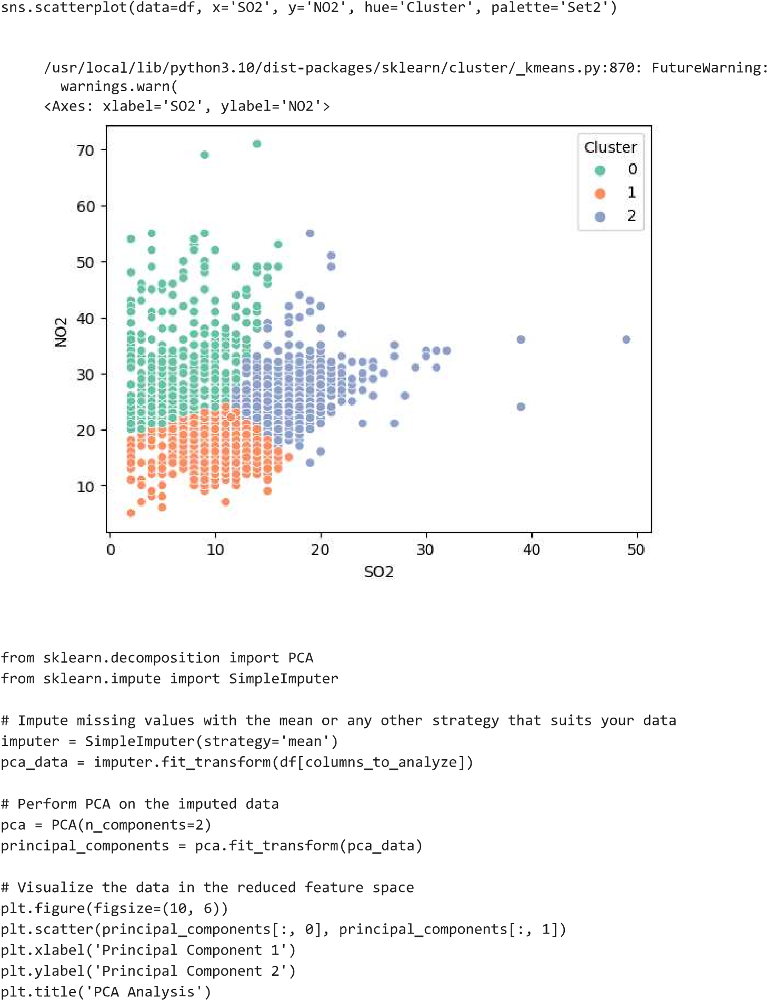 sns.scatterplot(data=df, x='SO2', y='NO2', hue='Cluster', palette='Set2')
/usr/local/lib/python3.10/dist-packages/sklearn/cluster/_kmeans.py:870: FutureWarning:
warnings.warn(
<Axes: xlabel='SO2', ylabel='NO2'>
Cluster
0
1
2
70
60
50
40
30
20
10
NO2
0 10 20 30 40 50
SO2
from sklearn.decomposition import PCA
from sklearn.impute import SimpleImputer
# Impute missing values with the mean or any other strategy that suits your data
imputer = SimpleImputer(strategy='mean')
pca_data = imputer.fit_transform(df[columns_to_analyze])
# Perform PCA on the imputed data
pca = PCA(n_components=2)
principal_components = pca.fit_transform(pca_data)
# Visualize the data in the reduced feature space
plt.figure(figsize=(10, 6))
plt.scatter(principal_components[:, 0], principal_components[:, 1])
plt.xlabel('Principal Component 1')
plt.ylabel('Principal Component 2')
plt.title('PCA Analysis')